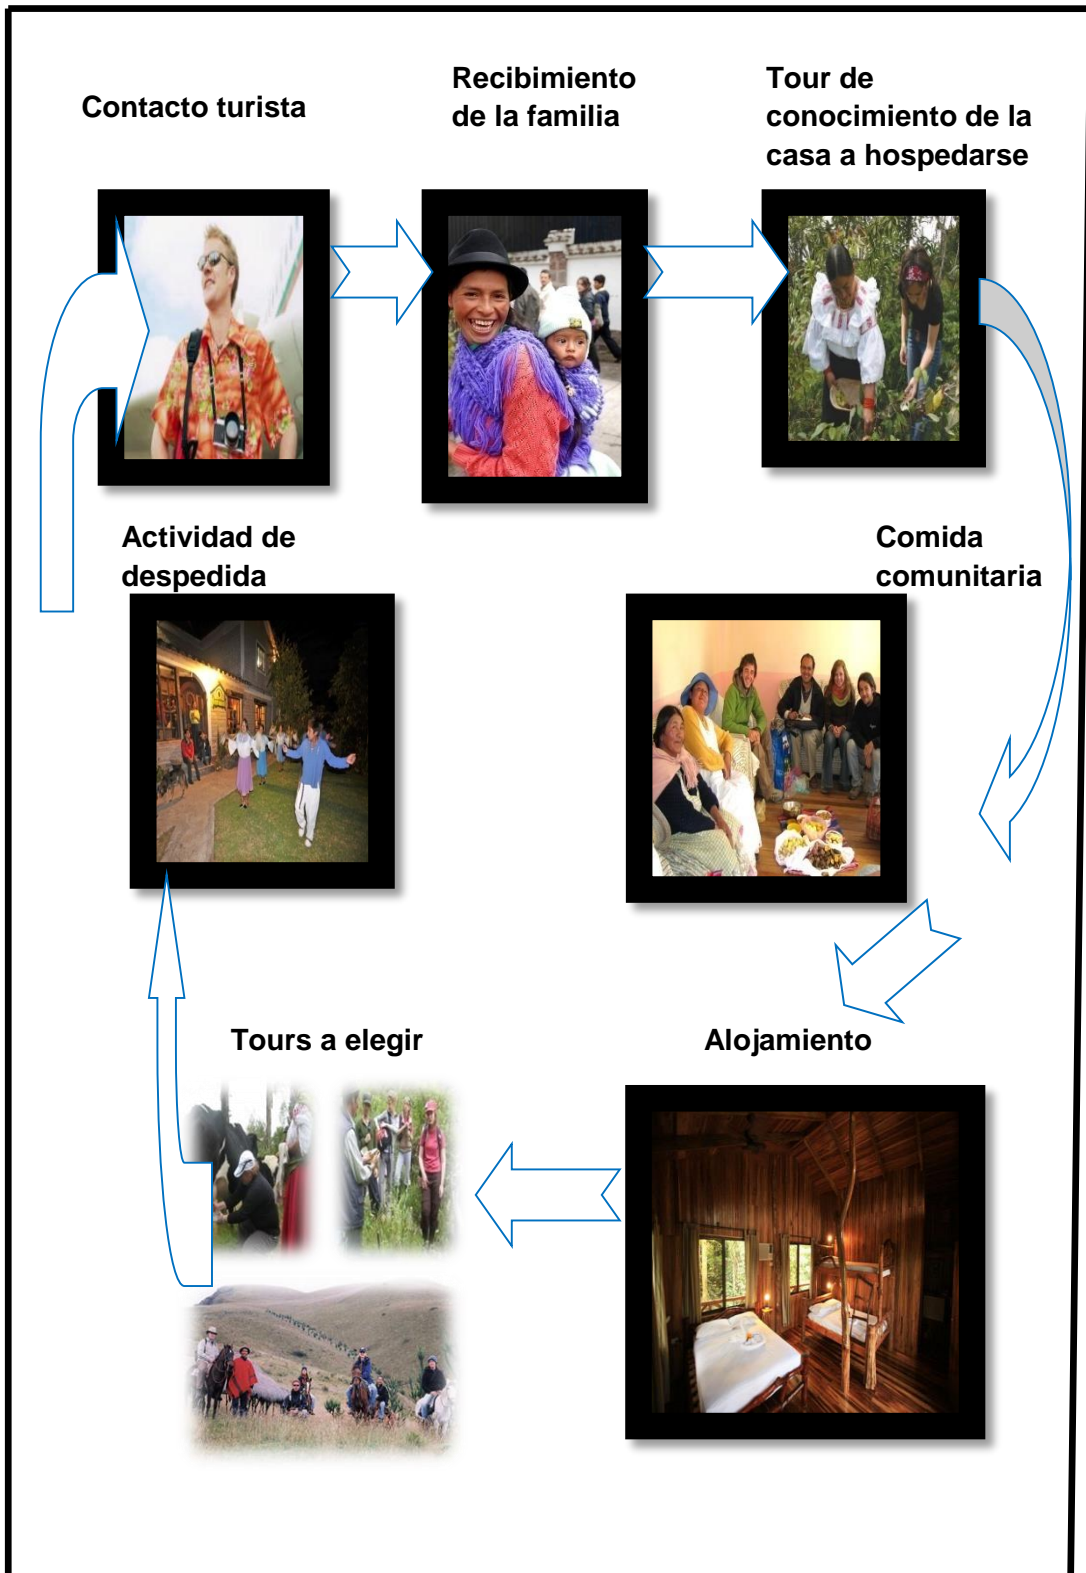 Contacto turista
Recibimiento
de la familia
Tour de
conocimiento de la
casa a hospedarse
Actividad de
despedida
Comida
comunitaria
Tours a elegir
Alojamiento